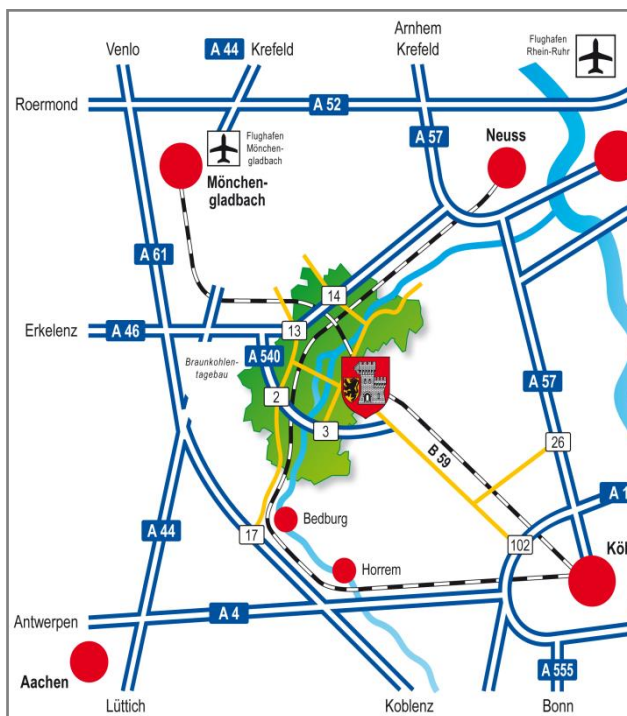 Venlo
A 44
Krefeld
Arnhem
Krefeld
Flughafen
Rhein-Ruhr
Roermond
A 52
A 57
Neuss
Flughafen
Mönchen-
gladbach
Mönchen-
gladbach
A 61
14
13
Erkelenz
A 46
A 540
Braunkohlen-
tagebau
A 57
2
3
B 59
26
A 1
Bedburg
17
102
A 44
Köl
Horrem
A 4
Antwerpen
Aachen
A 555
Lüttich
Koblenz
Bonn